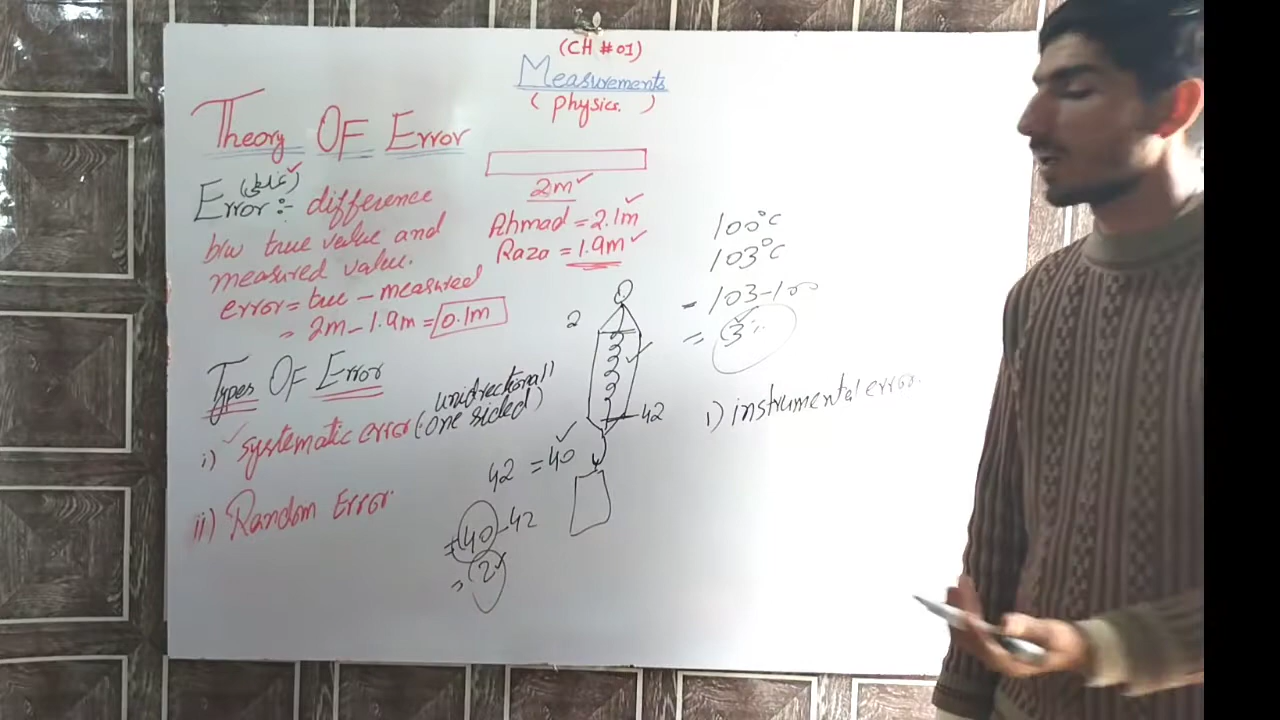 (CH # 01)
Measurements
( physics. )
Theory OF Error
(غلطی)
Error :- difference
b/w true value and
measured value.
error = true - measured
= 2m - 1.9m = 0.1m
2m
Ahmad = 2.1m
Raza = 1.9m
Types OF Error
unidirectional
i) systematic error (one sided)
ii) Random Error
2
42
42 = 40
= 40 - 42
= 2
100°C
103°C
= 103 - 100
= 3
i) instrumental error.